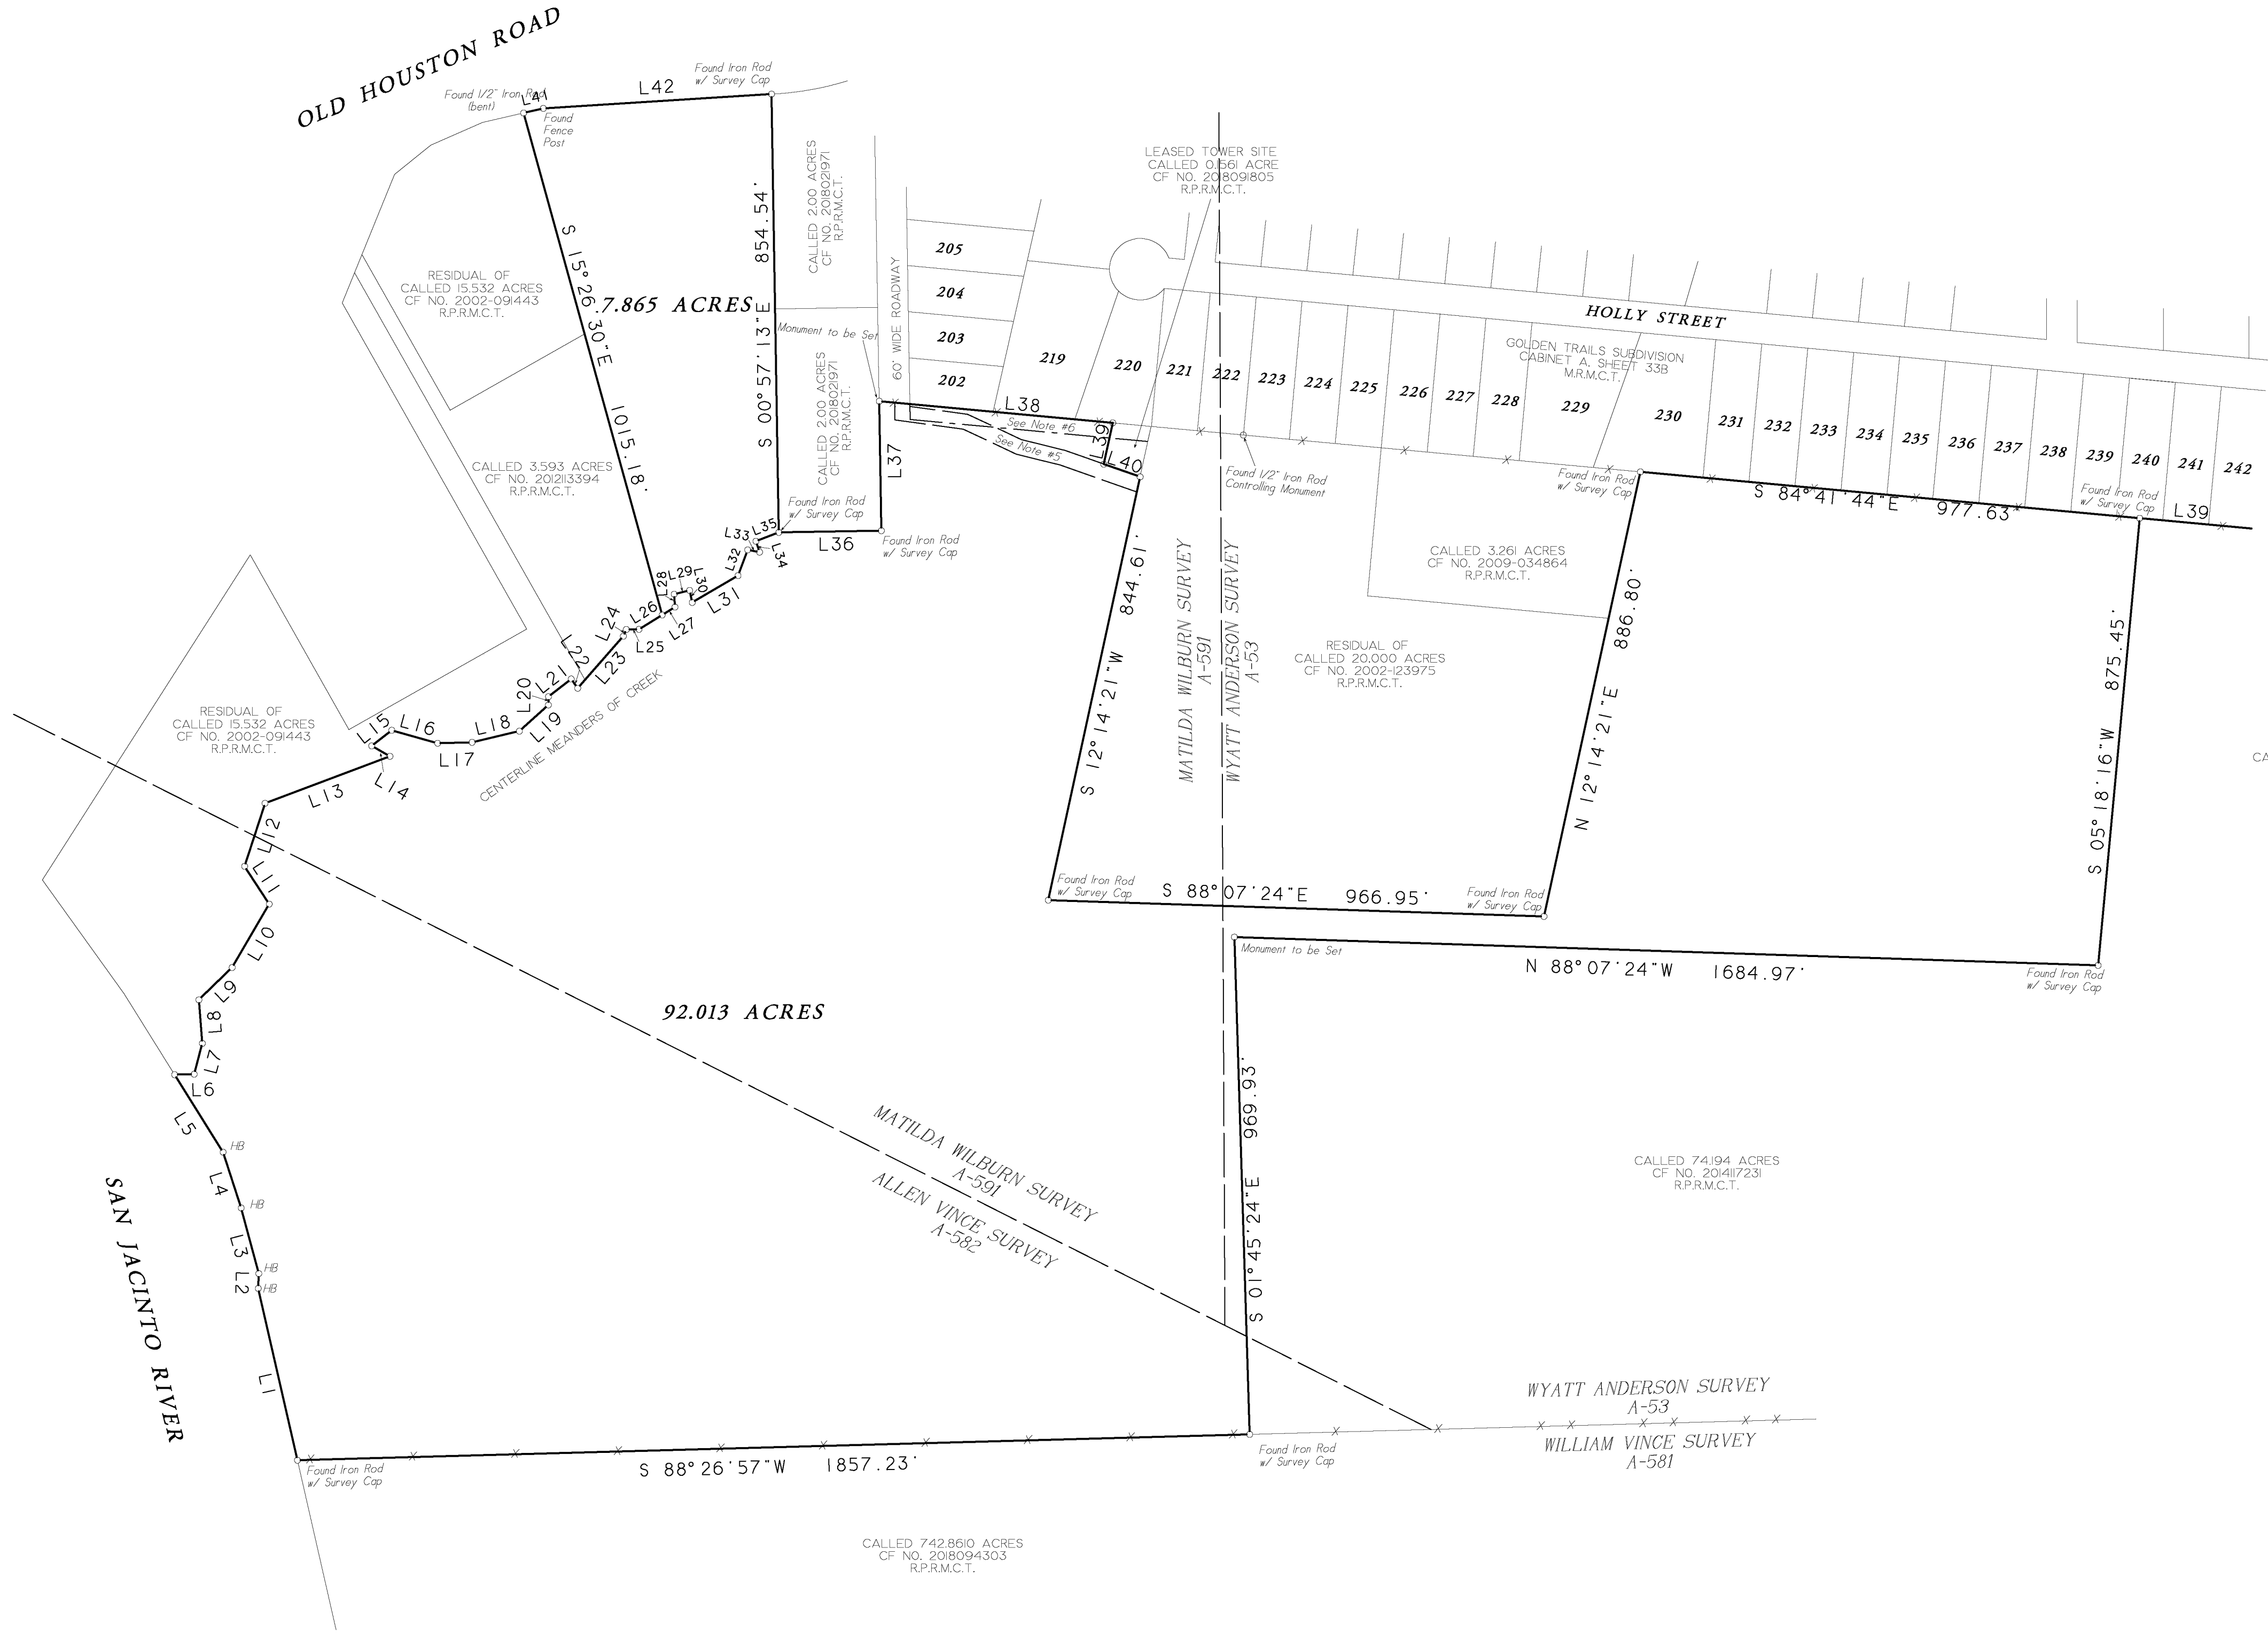 OLD HOUSTON ROAD
Found 1/2" Iron Rod
(bent)
L41
Found
Fence
Post
L42
Found Iron Rod
w/ Survey Cap
S 15°26'30"E 1015.18'
7.865 ACRES
S 00°57'13"E 854.54'
CALLED 2.00 ACRES
CF NO. 2018021971
R.P.R.M.C.T.
Monument to be Set
CALLED 2.00 ACRES
CF NO. 2018021971
R.P.R.M.C.T.
60' WIDE ROADWAY
205
204
203
202
LEASED TOWER SITE
CALLED 0.1561 ACRE
CF NO. 2018091805
R.P.R.M.C.T.
219
220
221
222
223
224
225
226
227
228
229
230
231
232
233
234
235
236
237
238
239
240
241
242
HOLLY STREET
GOLDEN TRAILS SUBDIVISION
CABINET A, SHEET 33B
M.R.M.C.T.
RESIDUAL OF
CALLED 15.532 ACRES
CF NO. 2002-091443
R.P.R.M.C.T.
CALLED 3.593 ACRES
CF NO. 2012113394
R.P.R.M.C.T.
L38
See Note #6
See Note #5
L39
L40
L37
Found 1/2" Iron Rod
Controlling Monument
Found Iron Rod
w/ Survey Cap
S 84°41'44"E 977.63'
Found Iron Rod
w/ Survey Cap
L39
Found Iron Rod
w/ Survey Cap
L36
Found Iron Rod
w/ Survey Cap
L35
L33
L34
L32
L31
L30
L29
L28
L27
L26
L25
L24
L23
L22
L21
L20
L19
L18
L17
L16
L15
L14
L13
L12
L11
L10
L9
L8
L7
L6
L5
L4
L3
L2
L1
HB
HB
HB
HB
CENTERLINE MEANDERS OF CREEK
RESIDUAL OF
CALLED 15.532 ACRES
CF NO. 2002-091443
R.P.R.M.C.T.
S 12°14'21"W 844.61'
MATILDA WILBURN SURVEY
A-591
WYATT ANDERSON SURVEY
A-53
CALLED 3.261 ACRES
CF NO. 2009-034864
R.P.R.M.C.T.
RESIDUAL OF
CALLED 20.000 ACRES
CF NO. 2002-123975
R.P.R.M.C.T.
N 12°14'21"E 886.80'
S 05°18'16"W 875.45'
CA
Found Iron Rod
w/ Survey Cap
S 88°07'24"E 966.95'
Found Iron Rod
w/ Survey Cap
Monument to be Set
N 88°07'24"W 1684.97'
Found Iron Rod
w/ Survey Cap
92.013 ACRES
S 01°45'24"E 969.93'
MATILDA WILBURN SURVEY
A-591
ALLEN VINCE SURVEY
A-582
CALLED 74.194 ACRES
CF NO. 2014117231
R.P.R.M.C.T.
SAN JACINTO RIVER
WYATT ANDERSON SURVEY
A-53
WILLIAM VINCE SURVEY
A-581
Found Iron Rod
w/ Survey Cap
S 88°26'57"W 1857.23'
Found Iron Rod
w/ Survey Cap
CALLED 742.8610 ACRES
CF NO. 2018094303
R.P.R.M.C.T.